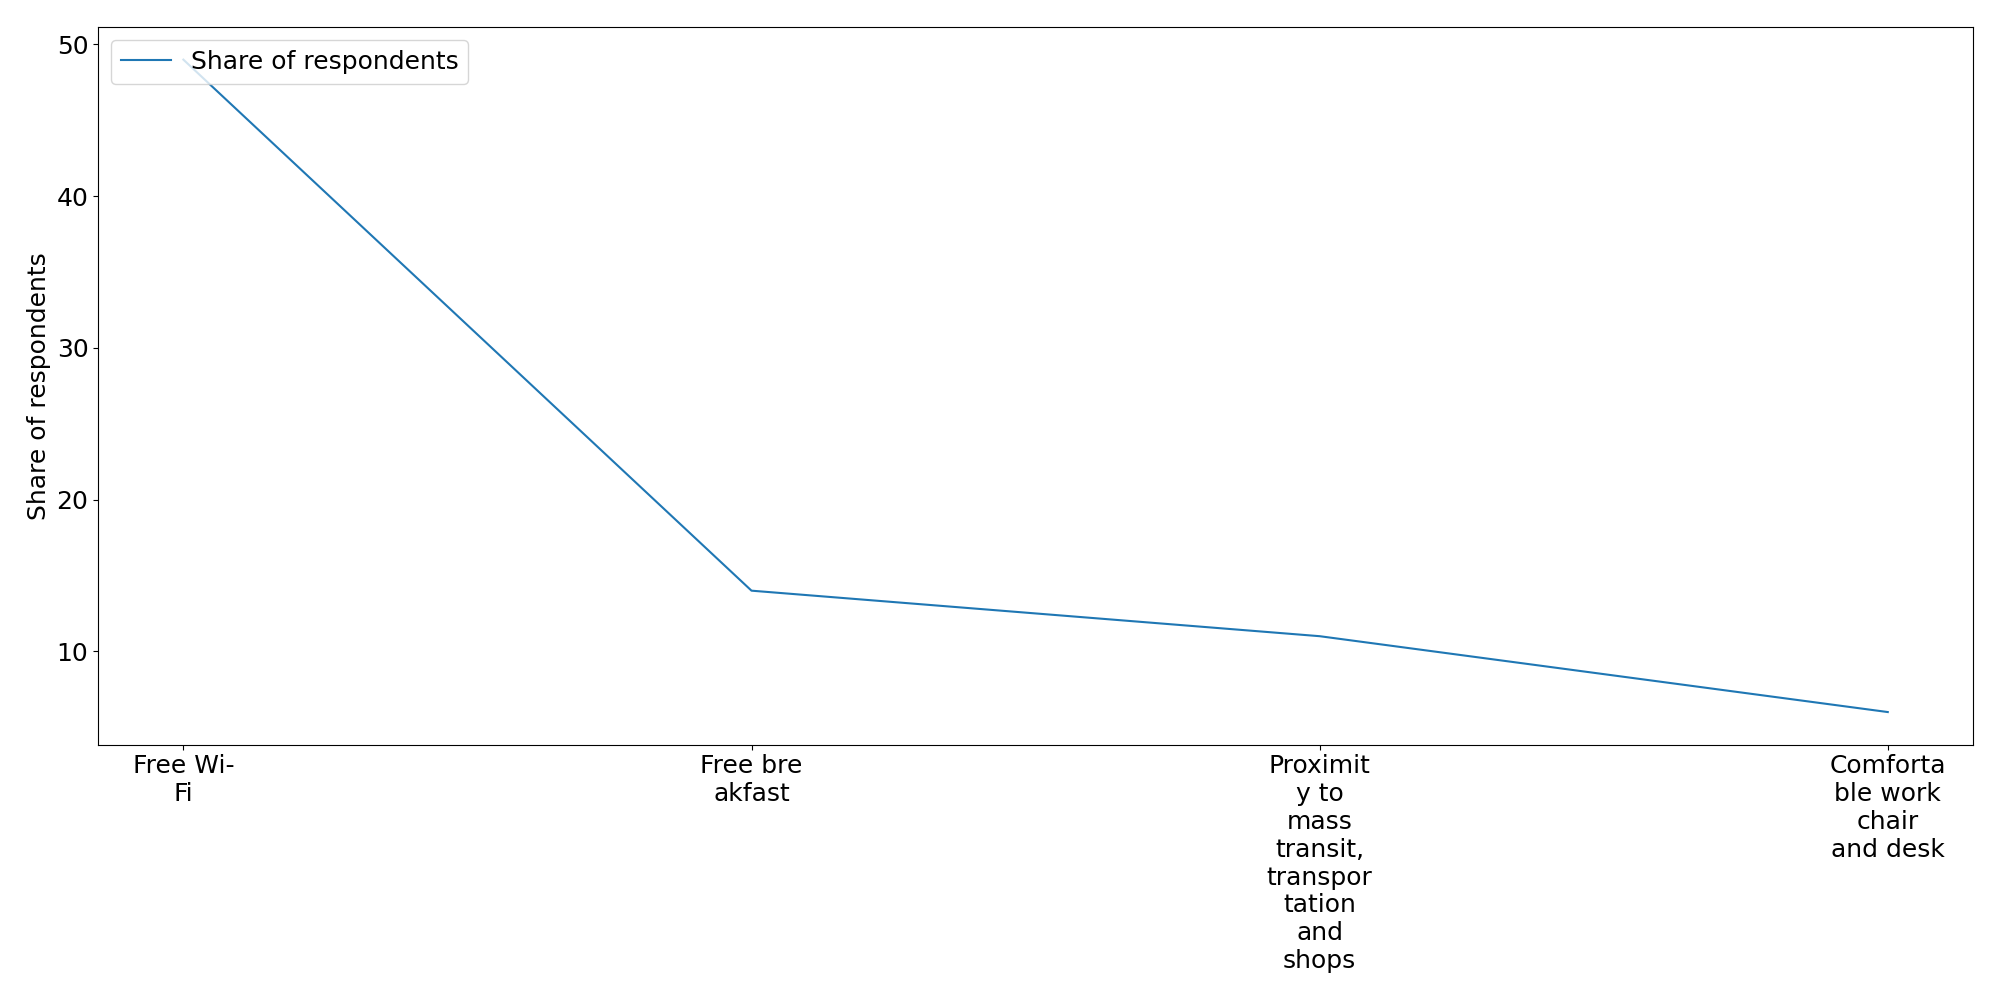 Share of respondents
Share of respondents
50
40
30
20
10
Free Wi-
Fi
Free bre
akfast
Proximit
y to
mass
transit,
transpor
tation
and
shops
Comforta
ble work
chair
and desk